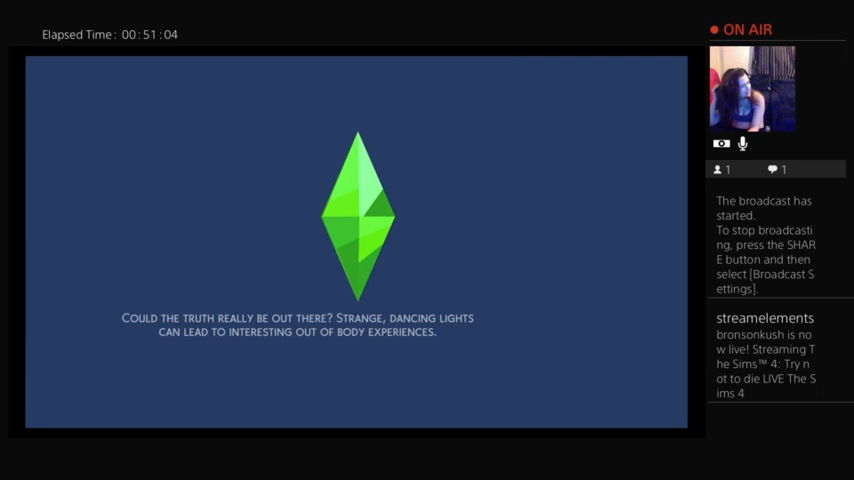 Elapsed Time: 00:51:04
ON AIR
1
1
The broadcast has
started.
To stop broadcasti
ng, press the SHAR
E button and then
select [Broadcast S
ettings].
COULD THE TRUTH REALLY BE OUT THERE? STRANGE, DANCING LIGHTS
CAN LEAD TO INTERESTING OUT OF BODY EXPERIENCES.
streamelements
bronsonkush is no
w live! Streaming T
he Sims™ 4: Try n
ot to die LIVE The S
ims 4